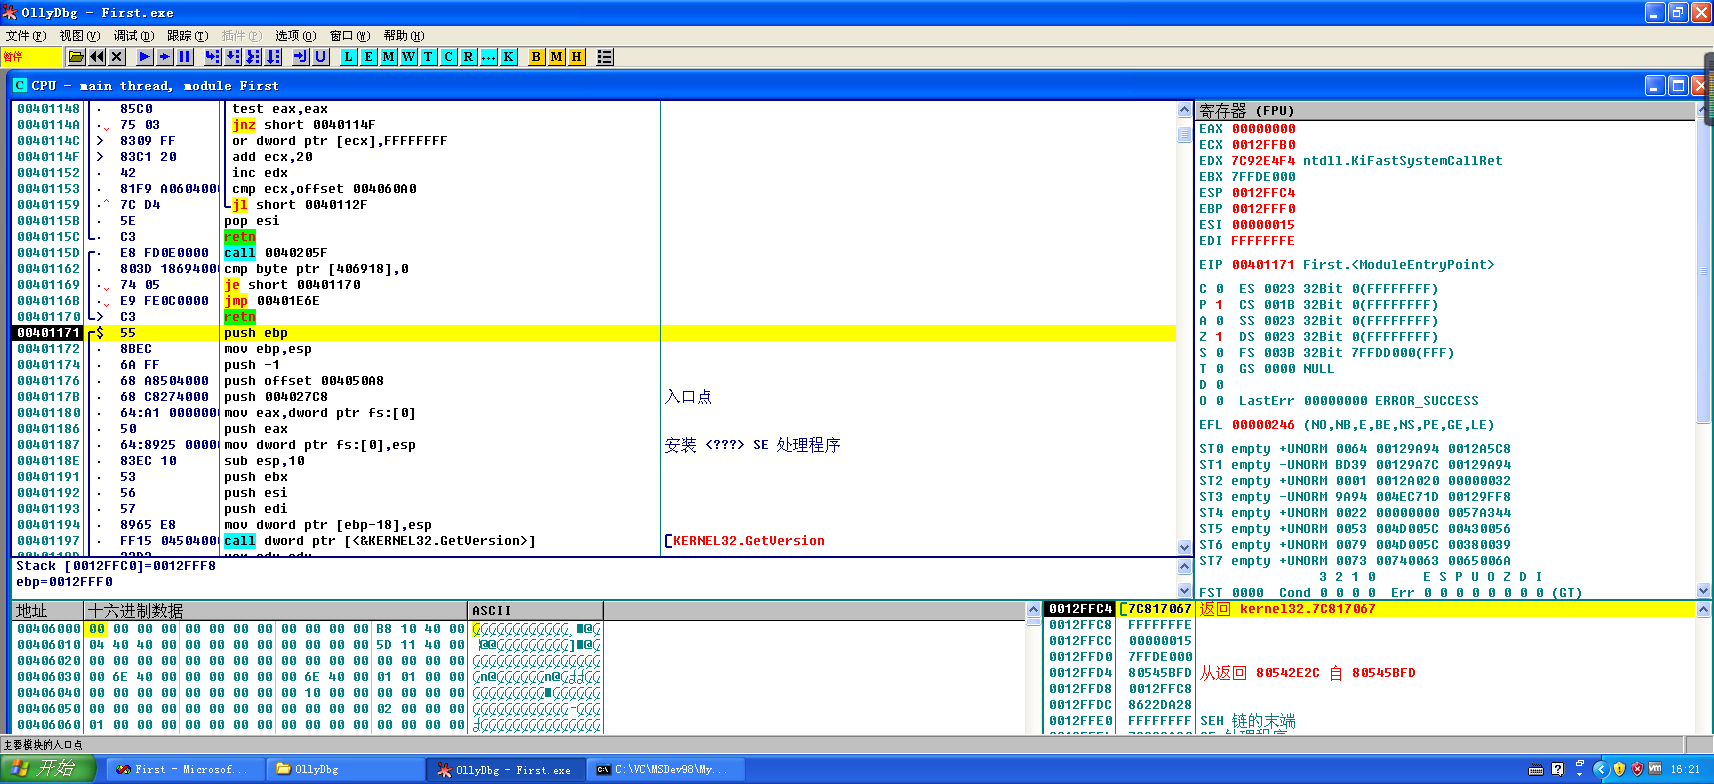 OllyDbg - First.exe
文件(F) 视图(V) 调试(D) 跟踪(T) 插件(P) 选项(O) 窗口(W) 帮助(H)
暂停 L E M W T C R ... K B M H
CPU - main thread, module First
00401148 . 85C0 test eax,eax
0040114A . 75 03 jnz short 0040114F
0040114C > 8309 FF or dword ptr [ecx],FFFFFFFF
0040114F > 83C1 20 add ecx,20
00401152 . 42 inc edx
00401153 . 81F9 A060400 cmp ecx,offset 004060A0
00401159 .^ 7C D4 jl short 0040112F
0040115B . 5E pop esi
0040115C . C3 retn
0040115D . E8 FD0E0000 call 0040205F
00401162 . 803D 1869400 cmp byte ptr [406918],0
00401169 . 74 05 je short 00401170
0040116B . E9 FE0C0000 jmp 00401E6E
00401170 > C3 retn
00401171 $ 55 push ebp
00401172 . 8BEC mov ebp,esp
00401174 . 6A FF push -1
00401176 . 68 A8504000 push offset 004050A8
0040117B . 68 C8274000 push 004027C8 入口点
00401180 . 64:A1 000000 mov eax,dword ptr fs:[0]
00401186 . 50 push eax
00401187 . 64:8925 0000 mov dword ptr fs:[0],esp 安装 <???> SE 处理程序
0040118E . 83EC 10 sub esp,10
00401191 . 53 push ebx
00401192 . 56 push esi
00401193 . 57 push edi
00401194 . 8965 E8 mov dword ptr [ebp-18],esp
00401197 . FF15 0450400 call dword ptr [<&KERNEL32.GetVersion>] [KERNEL32.GetVersion
Stack [0012FFC0]=0012FFF8
ebp=0012FFF0
寄存器 (FPU)
EAX 00000000
ECX 0012FFB0
EDX 7C92E4F4 ntdll.KiFastSystemCallRet
EBX 7FFDE000
ESP 0012FFC4
EBP 0012FFF0
ESI 00000015
EDI FFFFFFFE
EIP 00401171 First.<ModuleEntryPoint>
C 0 ES 0023 32Bit 0(FFFFFFFF)
P 1 CS 001B 32Bit 0(FFFFFFFF)
A 0 SS 0023 32Bit 0(FFFFFFFF)
Z 1 DS 0023 32Bit 0(FFFFFFFF)
S 0 FS 003B 32Bit 7FFDD000(FFF)
T 0 GS 0000 NULL
D 0
O 0 LastErr 00000000 ERROR_SUCCESS
EFL 00000246 (NO,NB,E,BE,NS,PE,GE,LE)
ST0 empty +UNORM 0064 00129A94 0012A5C8
ST1 empty -UNORM BD39 00129A7C 00129A94
ST2 empty +UNORM 0001 0012A020 00000032
ST3 empty -UNORM 9A94 004EC71D 00129FF8
ST4 empty +UNORM 0022 00000000 0057A344
ST5 empty +UNORM 0053 004D005C 00430056
ST6 empty +UNORM 0079 004D005C 00380039
ST7 empty +UNORM 0073 00740063 0065006A
3 2 1 0 E S P U O Z D I
FST 0000 Cond 0 0 0 0 Err 0 0 0 0 0 0 0 0 (GT)
地址 十六进制数据 ASCII
00406000 00 00 00 00 00 00 00 00 00 00 00 00 B8 10 40 00
00406010 04 40 40 00 00 00 00 00 00 00 00 00 5D 11 40 00
00406020 00 00 00 00 00 00 00 00 00 00 00 00 00 00 00 00
00406030 00 6E 40 00 00 00 00 00 00 6E 40 00 01 01 00 00
00406040 00 00 00 00 00 00 00 00 00 10 00 00 00 00 00 00
00406050 00 00 00 00 00 00 00 00 00 00 00 00 02 00 00 00
00406060 01 00 00 00 00 00 00 00 00 00 00 00 00 00 00 00
0012FFC4 [7C817067 返回 kernel32.7C817067
0012FFC8 FFFFFFFE
0012FFCC 00000015
0012FFD0 7FFDE000
0012FFD4 80545BFD 从返回 80542E2C 自 80545BFD
0012FFD8 0012FFC8
0012FFDC 8622DA28
0012FFE0 FFFFFFFF SEH 链的末端
主要模块的入口点
开始 First - Microsof... OllyDbg OllyDbg - First.exe C:\VC\MSDev98\My... 16:21